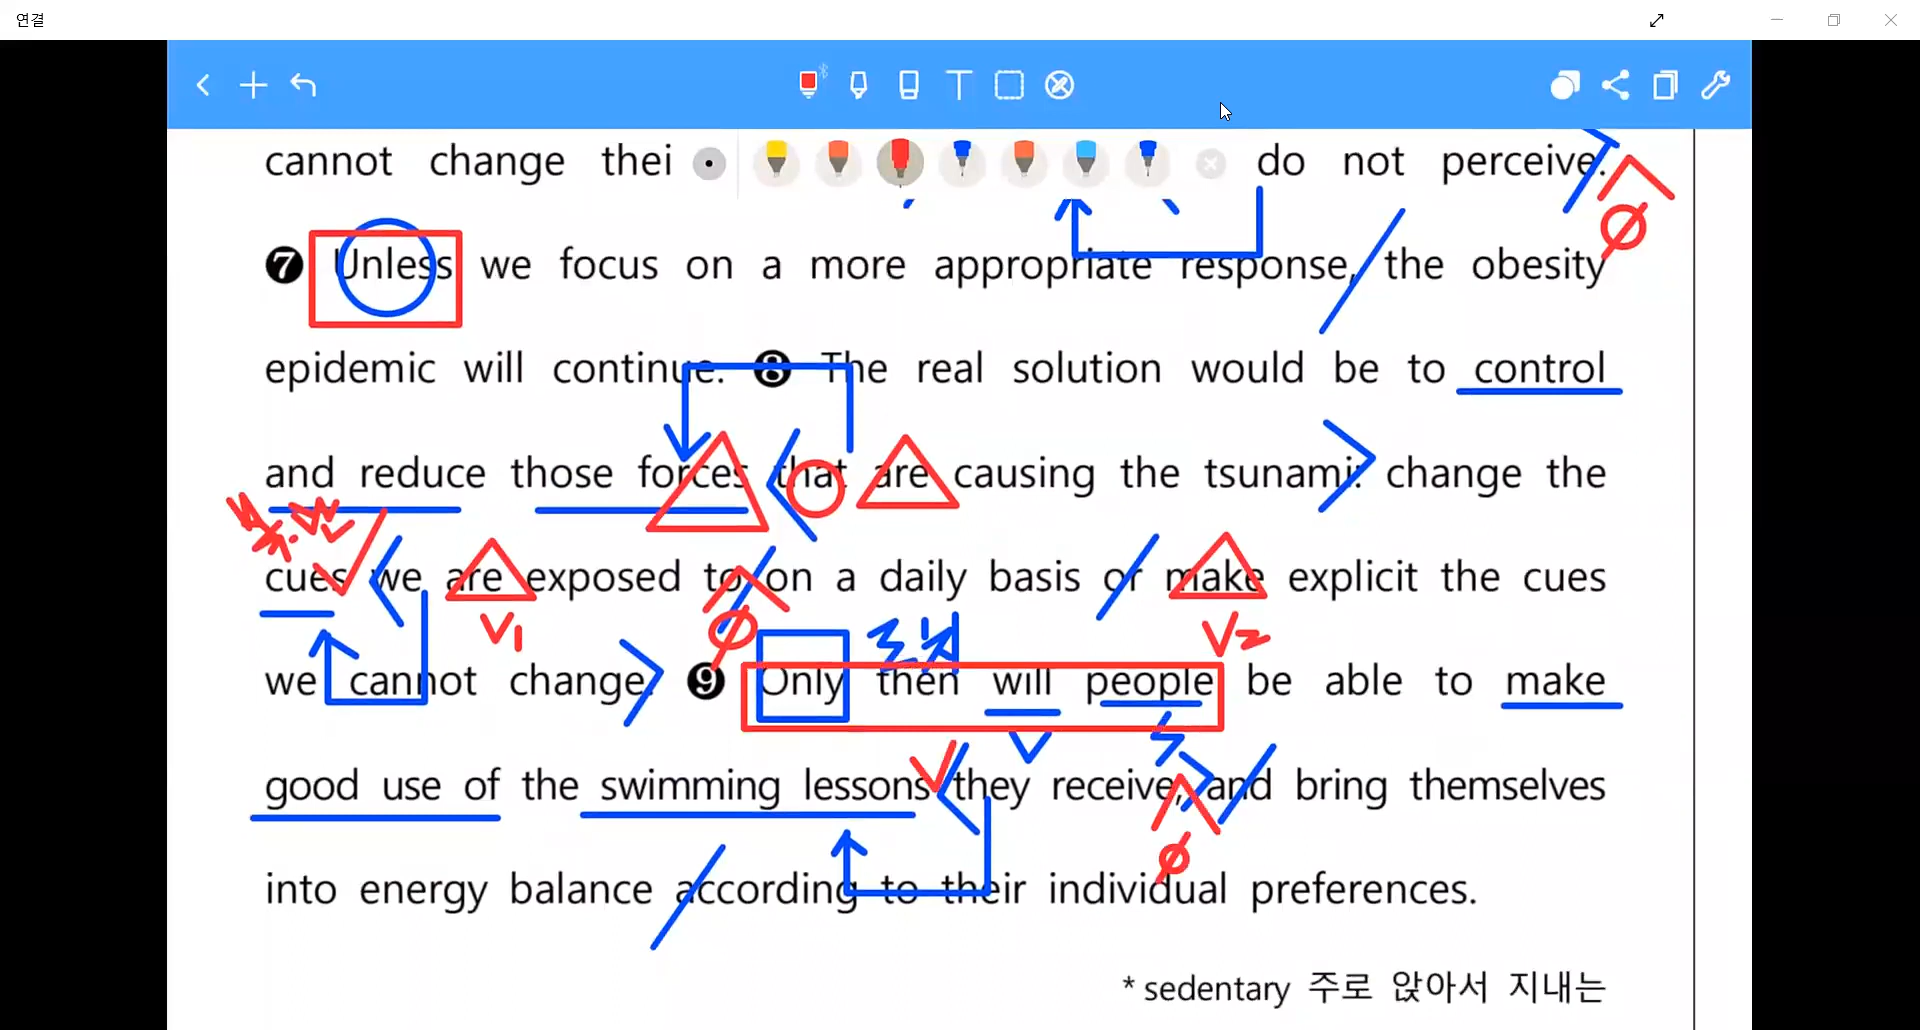 연결
cannot change thei do not perceive.
❼ Unless we focus on a more appropriate response, the obesity
epidemic will continue. ❽ The real solution would be to control
and reduce those forces that are causing the tsunami: change the
cues we are exposed to on a daily basis or make explicit the cues
V1 도치 V2
we cannot change. ❾ Only then will people be able to make
V S
good use of the swimming lessons they receive, and bring themselves
into energy balance according to their individual preferences.
* sedentary 주로 앉아서 지내는